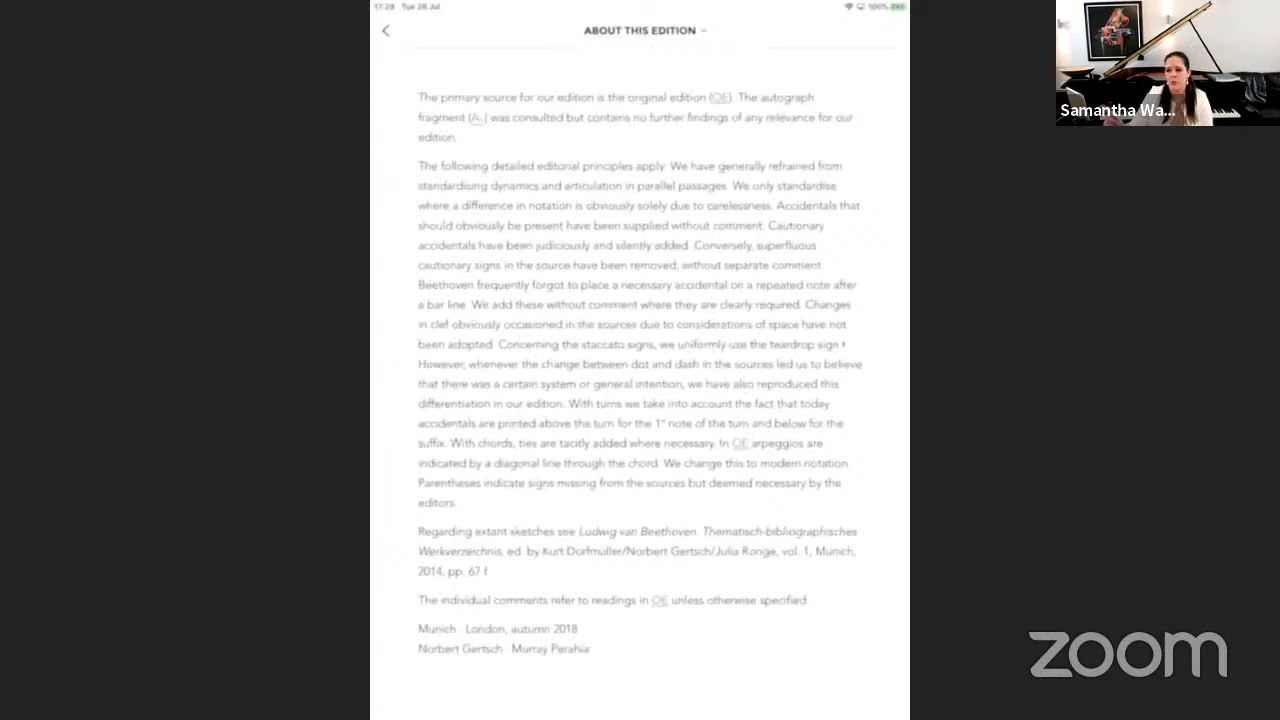 17:29 Tue 28 Jul
100%
ABOUT THIS EDITION
The primary source for our edition is the original edition (OE). The autograph
fragment (A₁) was consulted but contains no further findings of any relevance for our
edition.
The following detailed editorial principles apply: We have generally refrained from
standardising dynamics and articulation in parallel passages. We only standardise
where a difference in notation is obviously solely due to carelessness. Accidentals that
should obviously be present have been supplied without comment. Cautionary
accidentals have been judiciously and silently added. Conversely, superfluous
cautionary signs in the source have been removed, without separate comment.
Beethoven frequently forgot to place a necessary accidental on a repeated note after
a bar line. We add these without comment where they are clearly required. Changes
in clef obviously occasioned in the sources due to considerations of space have not
been adopted. Concerning the staccato signs, we uniformly use the teardrop sign
However, whenever the change between dot and dash in the sources led us to believe
that there was a certain system or general intention, we have also reproduced this
differentiation in our edition. With turns we take into account the fact that today
accidentals are printed above the turn for the 1st note of the turn and below for the
suffix. With chords, ties are tacitly added where necessary. In OE arpeggios are
indicated by a diagonal line through the chord. We change this to modern notation.
Parentheses indicate signs missing from the sources but deemed necessary by the
editors.
Regarding extant sketches see Ludwig van Beethoven. Thematisch-bibliographisches
Werkverzeichnis, ed. by Kurt Dorfmüller/Norbert Gertsch/Julia Ronge, vol. 1, Munich,
2014, pp. 67 f.
The individual comments refer to readings in OE unless otherwise specified.
Munich · London, autumn 2018
Norbert Gertsch · Murray Perahia
Samantha Wa...
zoom